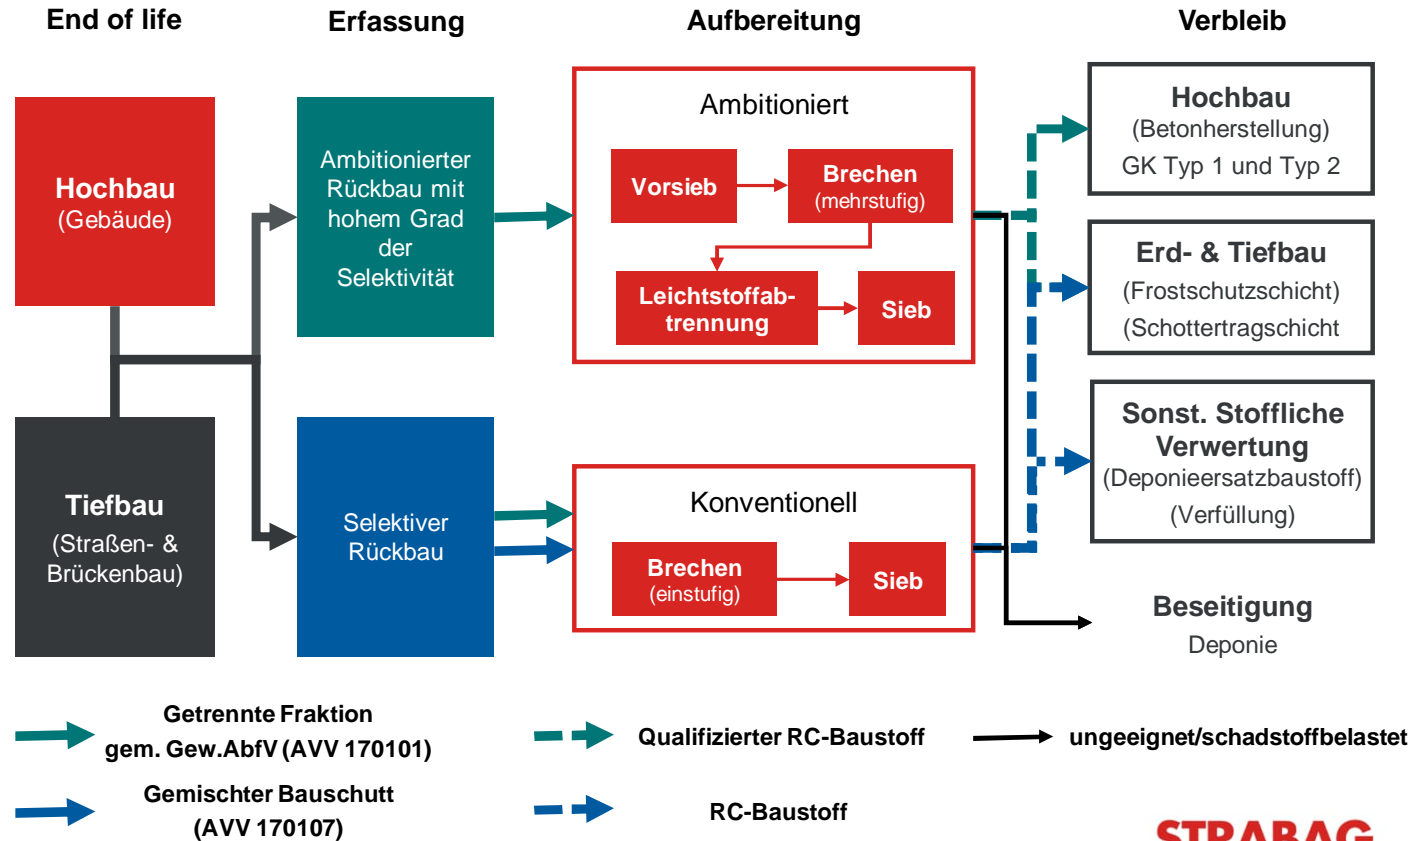 End of life
Erfassung
Aufbereitung
Verbleib
Hochbau
(Gebäude)
Tiefbau
(Straßen- &
Brückenbau)
Ambitionierter
Rückbau mit
hohem Grad
der
Selektivität
Selektiver
Rückbau
Ambitioniert
Vorsieb
Brechen
(mehrstufig)
Leichtstoffab-
trennung
Sieb
Konventionell
Brechen
(einstufig)
Sieb
Hochbau
(Betonherstellung)
GK Typ 1 und Typ 2
Erd- & Tiefbau
(Frostschutzschicht)
(Schottertragschicht
Sonst. Stoffliche
Verwertung
(Deponieersatzbaustoff)
(Verfüllung)
Beseitigung
Deponie
Getrennte Fraktion
gem. Gew.AbfV (AVV 170101)
Gemischter Bauschutt
(AVV 170107)
Qualifizierter RC-Baustoff
RC-Baustoff
ungeeignet/schadstoffbelastet
STRABAG